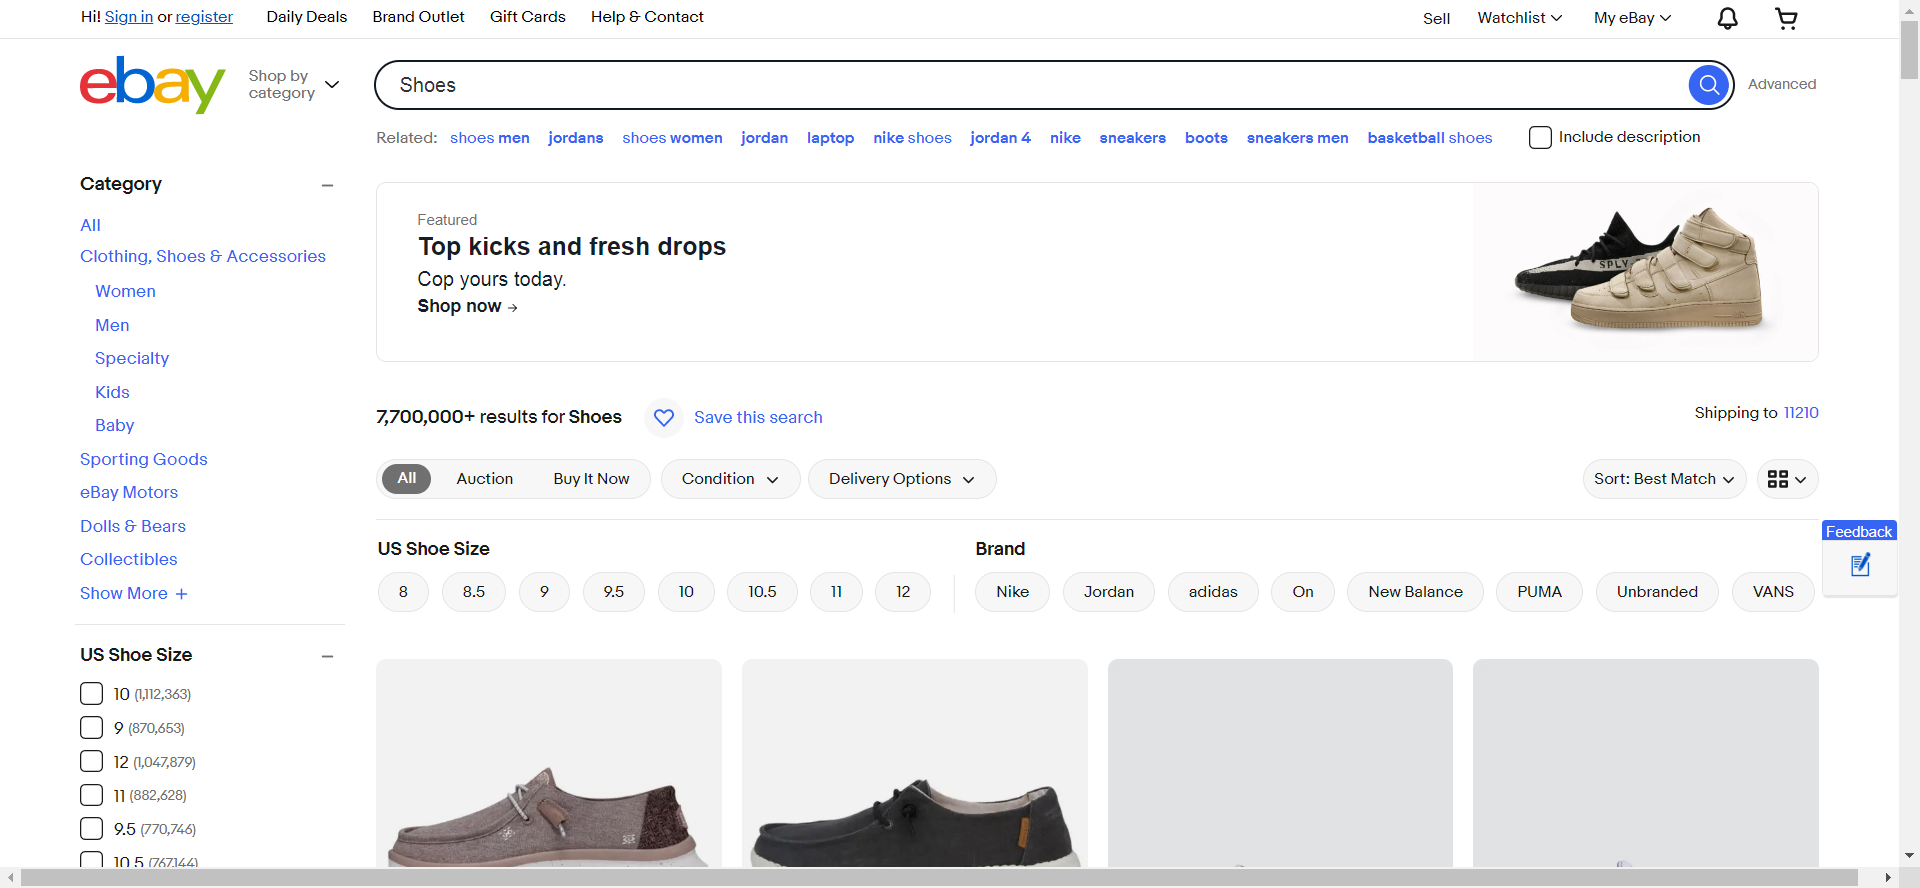 Hi! Sign in or register Daily Deals Brand Outlet Gift Cards Help & Contact Sell Watchlist My eBay
ebay Shop by category Shoes Advanced
Related: shoes men jordans shoes women jordan laptop nike shoes jordan 4 nike sneakers boots sneakers men basketball shoes Include description
Category
All
Clothing, Shoes & Accessories
Women
Men
Specialty
Kids
Baby
Sporting Goods
eBay Motors
Dolls & Bears
Collectibles
Show More
US Shoe Size
10 (1,112,363)
9 (870,653)
12 (1,047,879)
11 (882,628)
9.5 (770,746)
10.5 (767,144)
Featured
Top kicks and fresh drops
Cop yours today.
Shop now →
SPLY
7,700,000+ results for Shoes Save this search Shipping to 11210
All Auction Buy It Now Condition Delivery Options Sort: Best Match
US Shoe Size Brand
8 8.5 9 9.5 10 10.5 11 12 Nike Jordan adidas On New Balance PUMA Unbranded VANS
Feedback